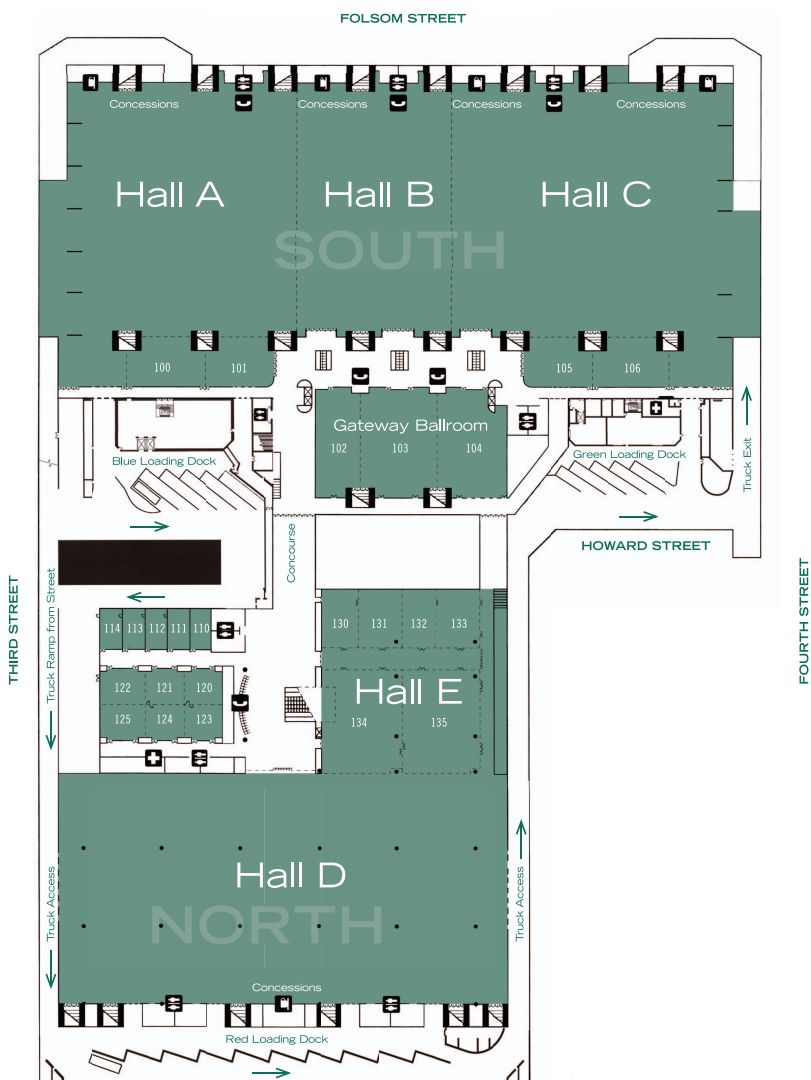 FOLSOM STREET
Concessions
Concessions
Concessions
Concessions
Hall A
Hall B
Hall C
SOUTH
100
101
105
106
Gateway Ballroom
102
103
104
Blue Loading Dock
Green Loading Dock
Truck Exit
HOWARD STREET
Concourse
THIRD STREET
FOURTH STREET
Truck Ramp from Street
114
113
112
111
110
130
131
132
133
122
121
120
125
124
123
Hall E
134
135
Hall D
NORTH
Truck Access
Truck Access
Concessions
Red Loading Dock